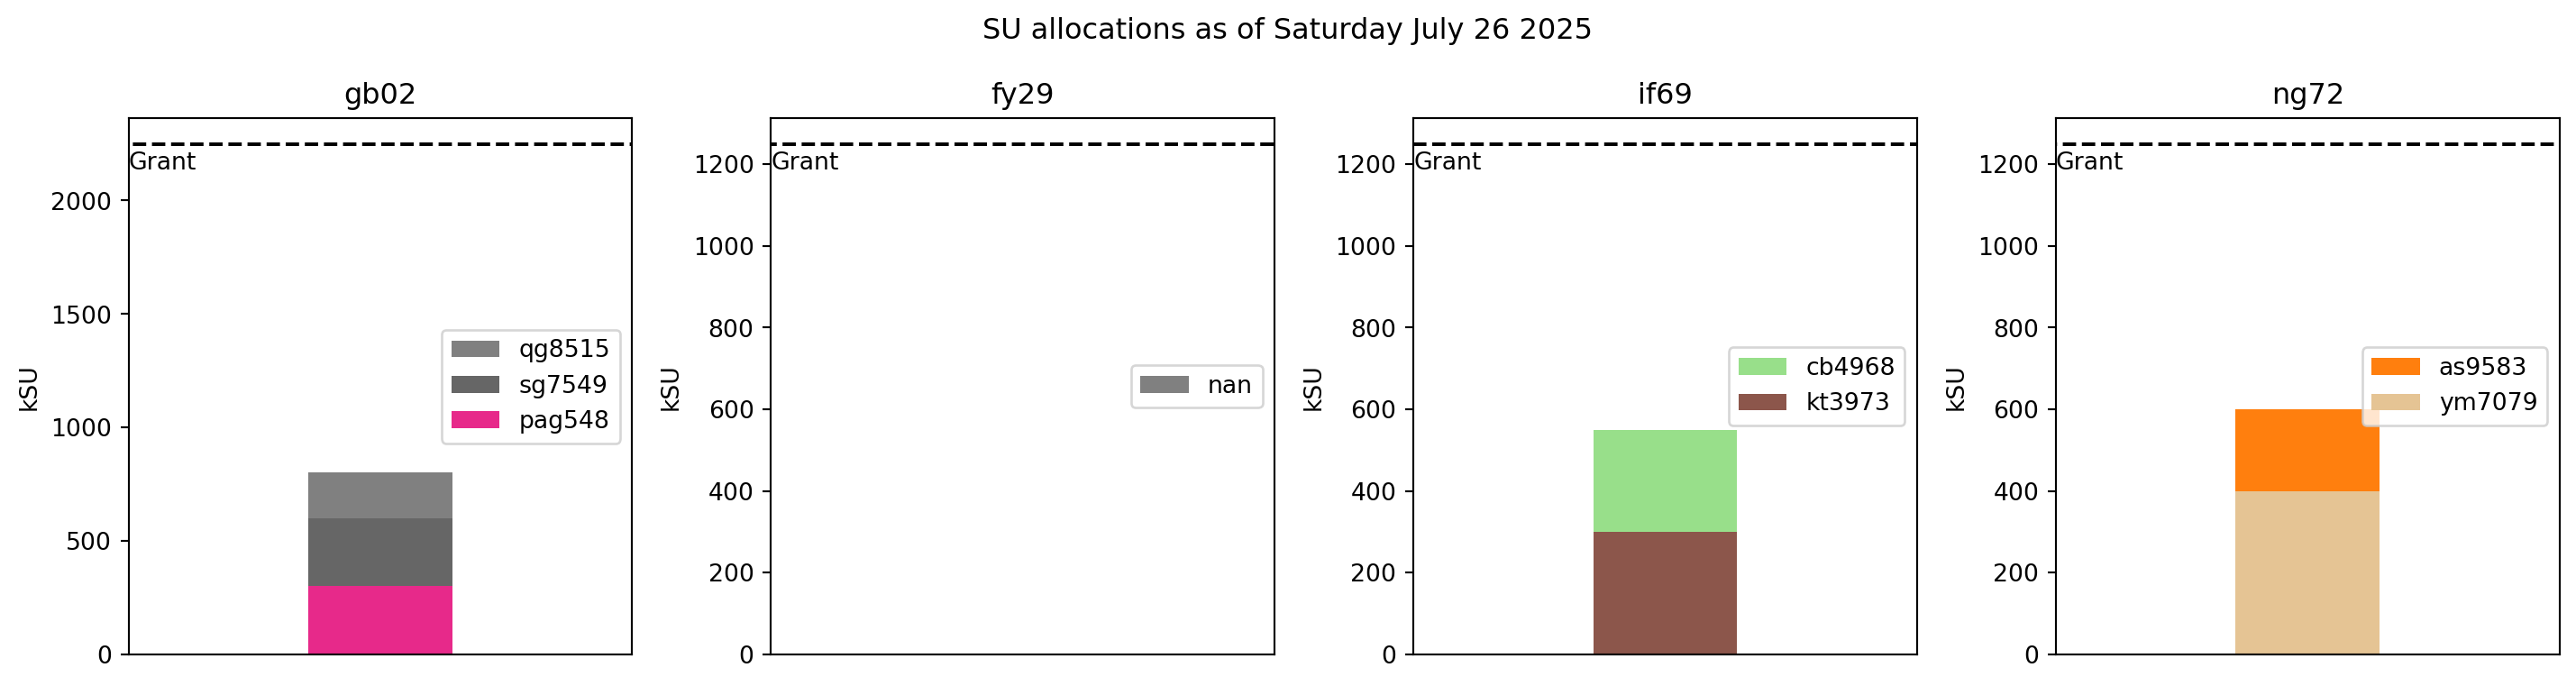 SU allocations as of Saturday July 26 2025
gb02
Grant
2000
1500
1000
500
0
kSU
qg8515
sg7549
pag548
fy29
Grant
1200
1000
800
600
400
200
0
kSU
nan
if69
Grant
1200
1000
800
600
400
200
0
kSU
cb4968
kt3973
ng72
Grant
1200
1000
800
600
400
200
0
kSU
as9583
ym7079